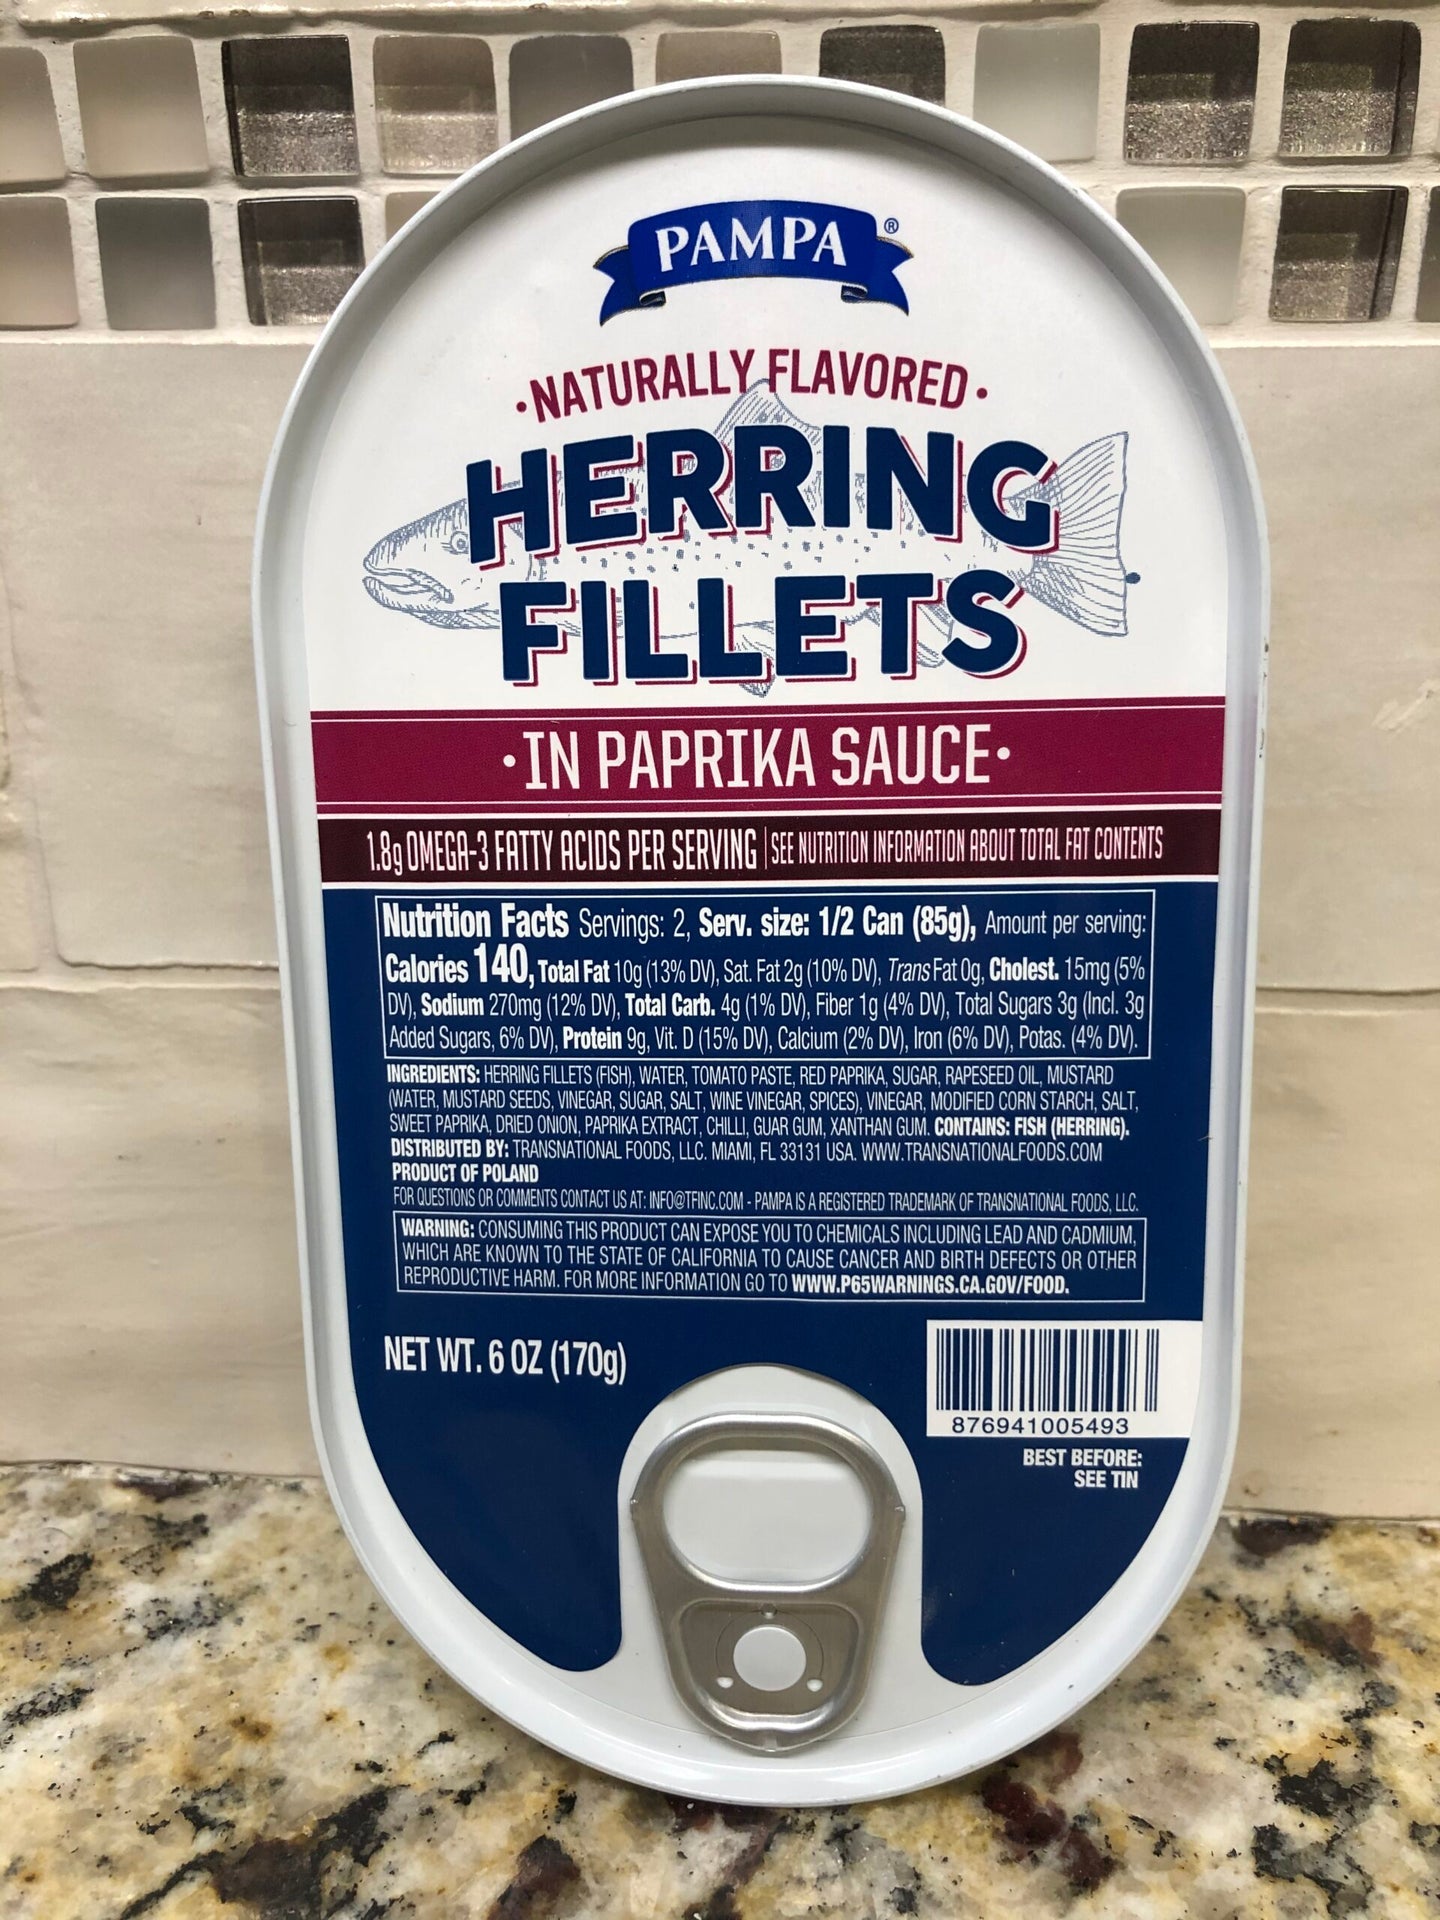 PAMPA®
·NATURALLY FLAVORED·
HERRING
FILLETS
·IN PAPRIKA SAUCE·
1.8g OMEGA-3 FATTY ACIDS PER SERVING | SEE NUTRITION INFORMATION ABOUT TOTAL FAT CONTENTS
Nutrition Facts Servings: 2, Serv. size: 1/2 Can (85g), Amount per serving:
Calories 140, Total Fat 10g (13% DV), Sat. Fat 2g (10% DV), Trans Fat 0g, Cholest. 15mg (5%
DV), Sodium 270mg (12% DV), Total Carb. 4g (1% DV), Fiber 1g (4% DV), Total Sugars 3g (Incl. 3g
Added Sugars, 6% DV), Protein 9g, Vit. D (15% DV), Calcium (2% DV), Iron (6% DV), Potas. (4% DV).
INGREDIENTS: HERRING FILLETS (FISH), WATER, TOMATO PASTE, RED PAPRIKA, SUGAR, RAPESEED OIL, MUSTARD
(WATER, MUSTARD SEEDS, VINEGAR, SUGAR, SALT, WINE VINEGAR, SPICES), VINEGAR, MODIFIED CORN STARCH, SALT,
SWEET PAPRIKA, DRIED ONION, PAPRIKA EXTRACT, CHILLI, GUAR GUM, XANTHAN GUM. CONTAINS: FISH (HERRING).
DISTRIBUTED BY: TRANSNATIONAL FOODS, LLC. MIAMI, FL 33131 USA. WWW.TRANSNATIONALFOODS.COM
PRODUCT OF POLAND
FOR QUESTIONS OR COMMENTS CONTACT US AT: INFO@TFINC.COM - PAMPA IS A REGISTERED TRADEMARK OF TRANSNATIONAL FOODS, LLC.
WARNING: CONSUMING THIS PRODUCT CAN EXPOSE YOU TO CHEMICALS INCLUDING LEAD AND CADMIUM,
WHICH ARE KNOWN TO THE STATE OF CALIFORNIA TO CAUSE CANCER AND BIRTH DEFECTS OR OTHER
REPRODUCTIVE HARM. FOR MORE INFORMATION GO TO WWW.P65WARNINGS.CA.GOV/FOOD.
NET WT. 6 OZ (170g)
876941005493
BEST BEFORE:
SEE TIN